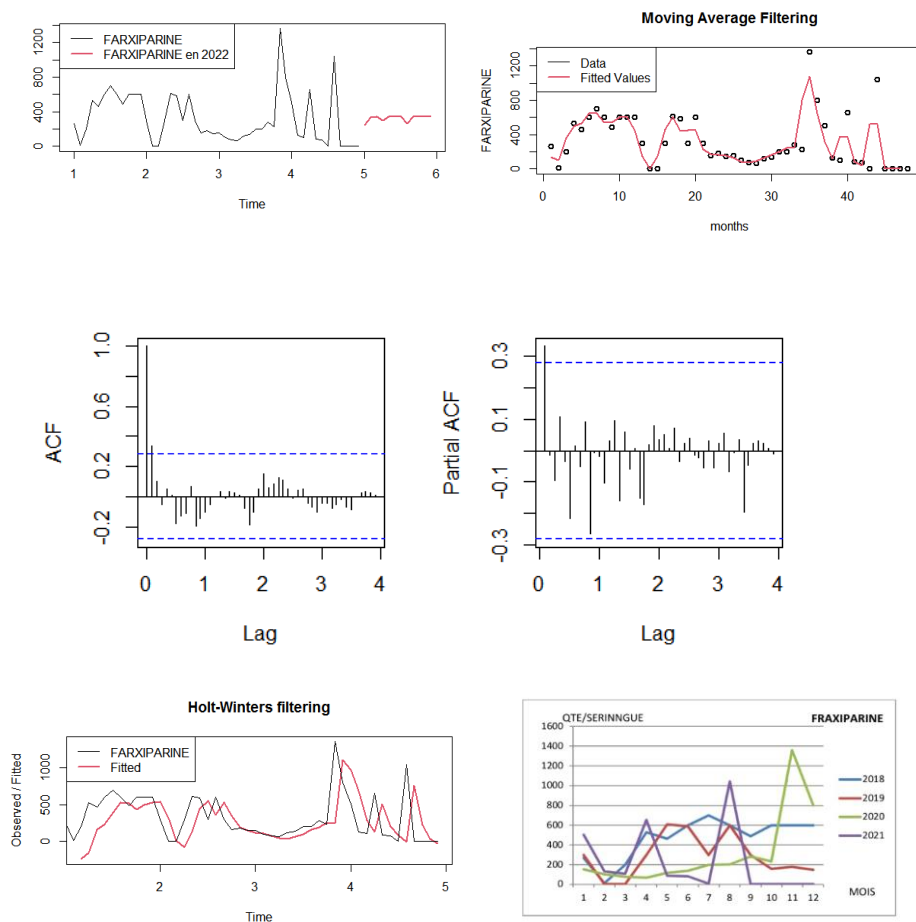 FARXIPARINE
FARXIPARINE en 2022
0 400 800 1200
1 2 3 4 5 6
Time
Moving Average Filtering
Data
Fitted Values
FARXIPARINE
0 400 800 1200
0 10 20 30 40
months
ACF
-0.2 0.2 0.6 1.0
0 1 2 3 4
Lag
Partial ACF
-0.3 -0.1 0.1 0.3
0 1 2 3 4
Lag
Holt-Winters filtering
FARXIPARINE
Fitted
Observed / Fitted
0 500 1000
2 3 4 5
Time
QTE/SERINNGUE
FRAXIPARINE
1600
1400
1200
1000
800
600
400
200
0
1 2 3 4 5 6 7 8 9 10 11 12
MOIS
2018
2019
2020
2021